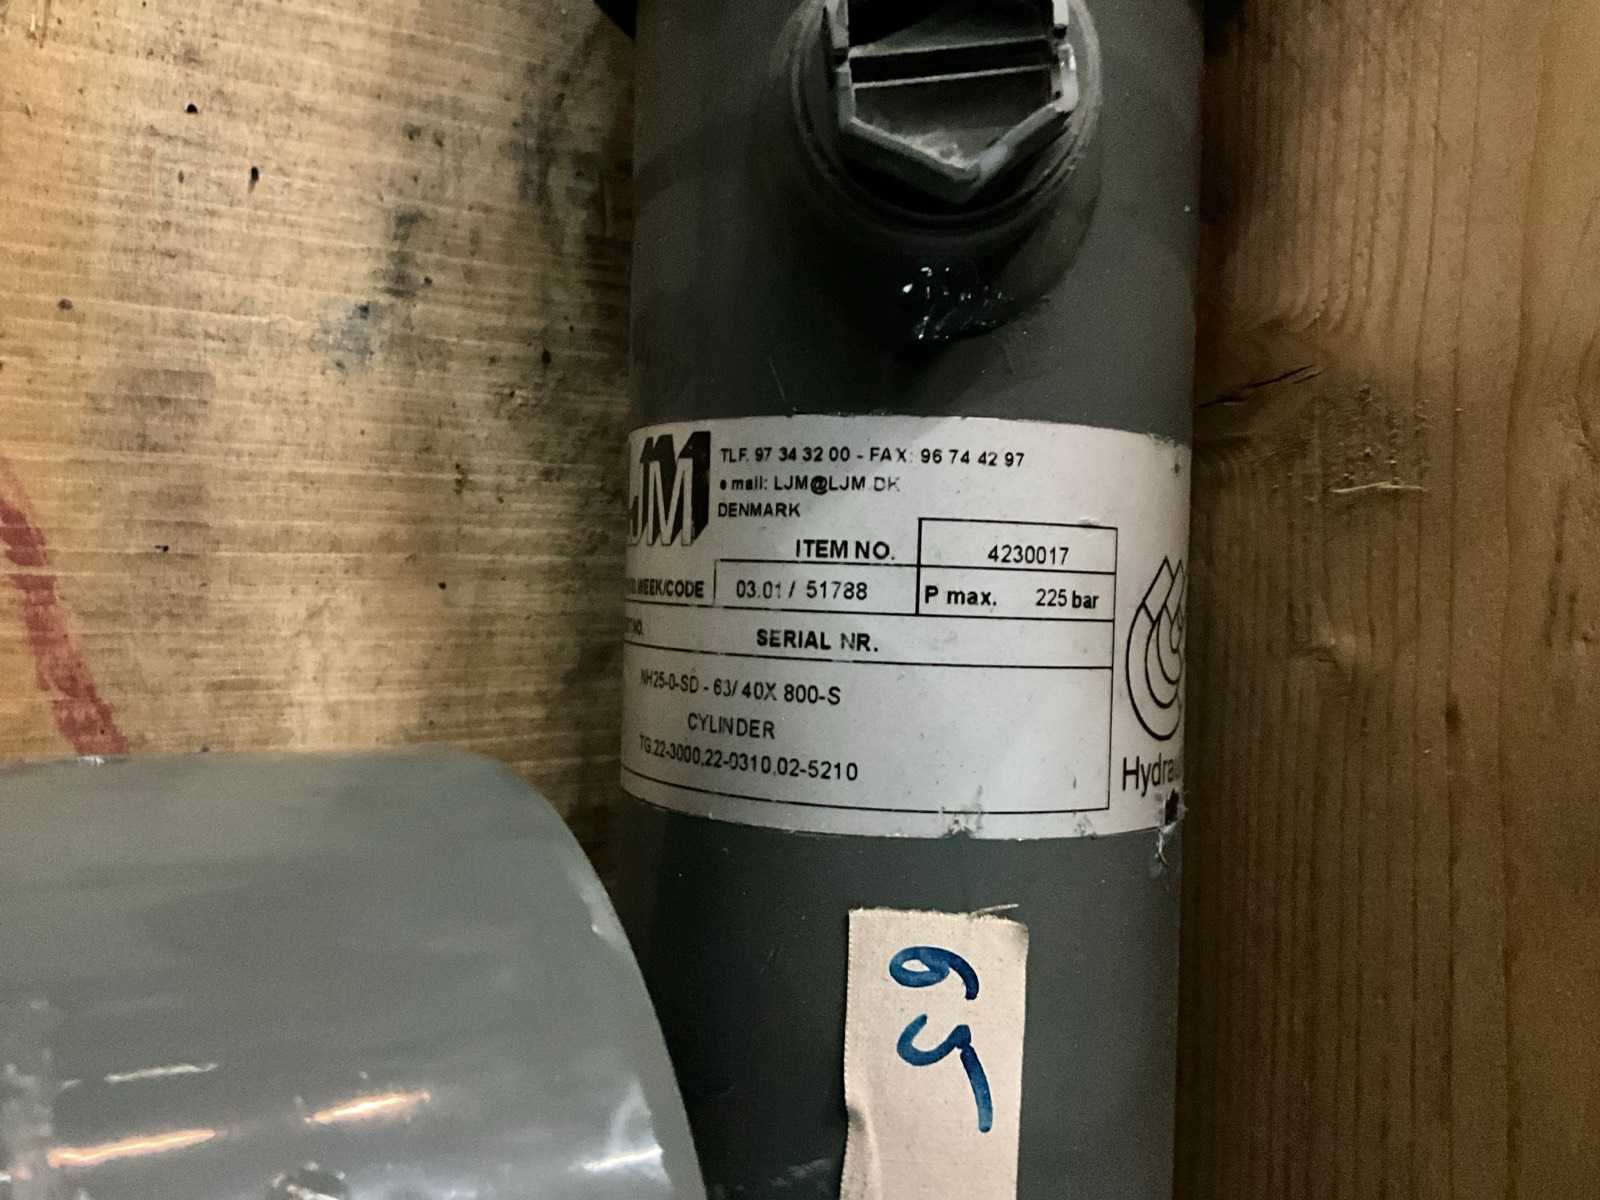 LJM
TLF. 97 34 32 00 - FAX: 96 74 42 97
e mail: LJM@LJM.DK
DENMARK
ITEM NO. 4230017
WEEK/CODE 03.01 / 51788 P max. 225 bar
NO. SERIAL NR.
NH25-0-SD - 63/40X 800-S
CYLINDER
TG.22-3000,22-0310,02-5210
Hydrau
65